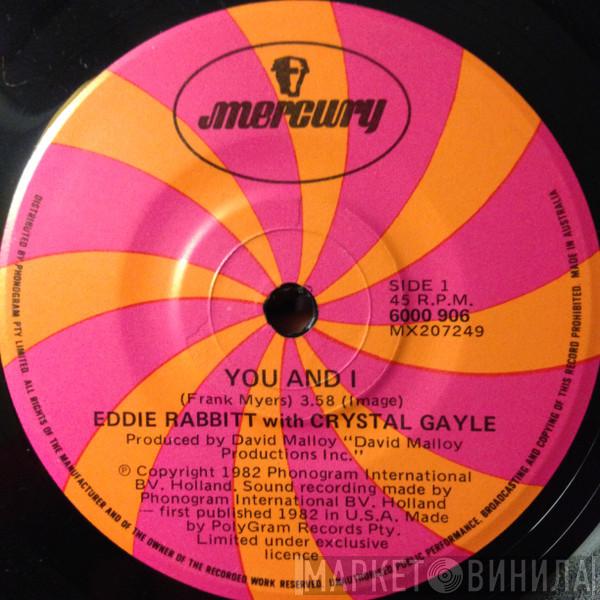 mercury
SIDE 1
45 R.P.M.
6000 906
MX207249
YOU AND I
(Frank Myers) 3.58 (Image)
EDDIE RABBITT with CRYSTAL GAYLE
Produced by David Malloy "David Malloy
Productions Inc."
℗ Copyright 1982 Phonogram International
BV. Holland. Sound recording made by
Phonogram International BV. Holland
— first published 1982 in U.S.A. Made
by PolyGram Records Pty.
Limited under exclusive
licence
DISTRIBUTED BY PHONOGRAM PTY LIMITED. ALL RIGHTS OF THE MANUFACTURER AND OF THE OWNER OF THE RECORDED WORK RESERVED. UNAUTHORISED PUBLIC PERFORMANCE, BROADCASTING AND COPYING OF THIS RECORD PROHIBITED. MADE IN AUSTRALIA
МАРКЕТ ВИНИЛА